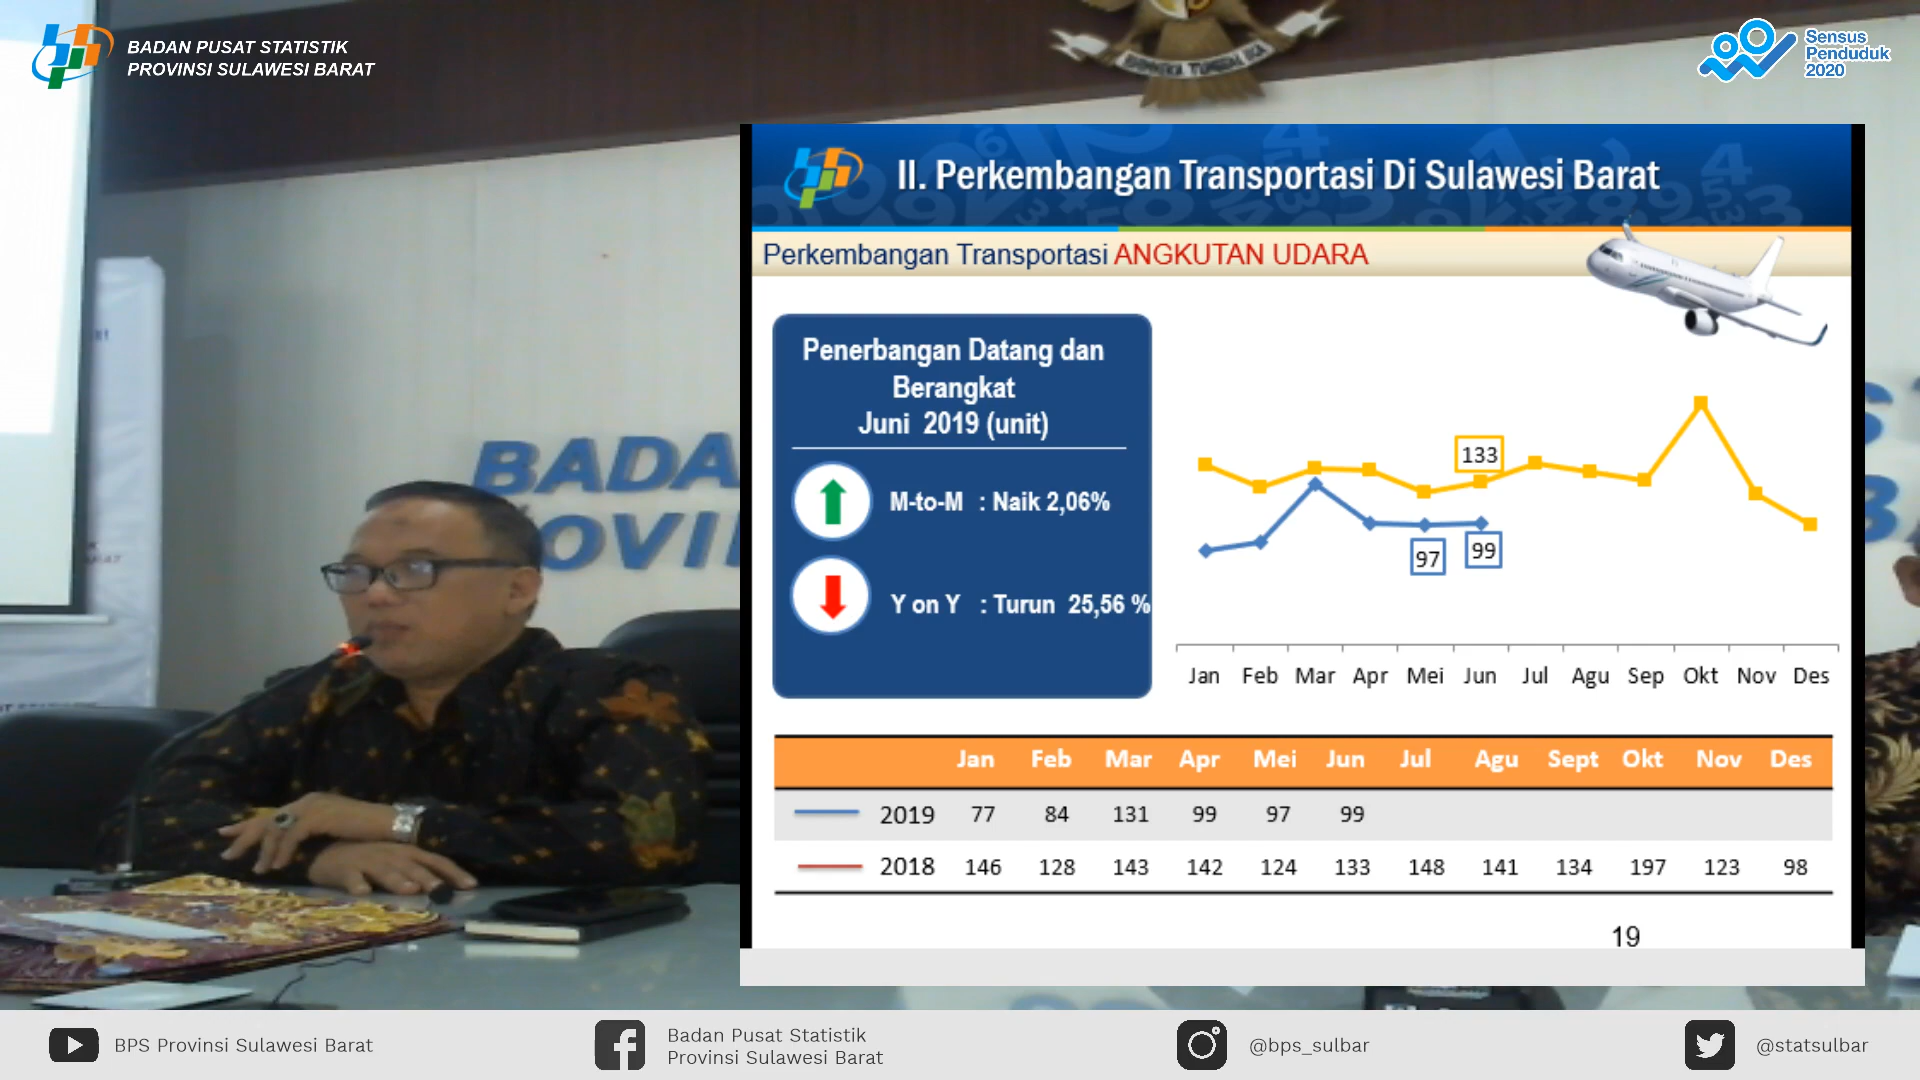 BADAN PUSAT STATISTIK
PROVINSI SULAWESI BARAT
Sensus
Penduduk
2020
II. Perkembangan Transportasi Di Sulawesi Barat
Perkembangan Transportasi ANGKUTAN UDARA
Penerbangan Datang dan
Berangkat
Juni 2019 (unit)
M-to-M : Naik 2,06%
Y on Y : Turun 25,56 %
133
97
99
Jan Feb Mar Apr Mei Jun Jul Agu Sep Okt Nov Des
Jan Feb Mar Apr Mei Jun Jul Agu Sept Okt Nov Des
2019 77 84 131 99 97 99
2018 146 128 143 142 124 133 148 141 134 197 123 98
19
BADA
BPS Provinsi Sulawesi Barat
Badan Pusat Statistik
Provinsi Sulawesi Barat
@bps_sulbar
@statsulbar